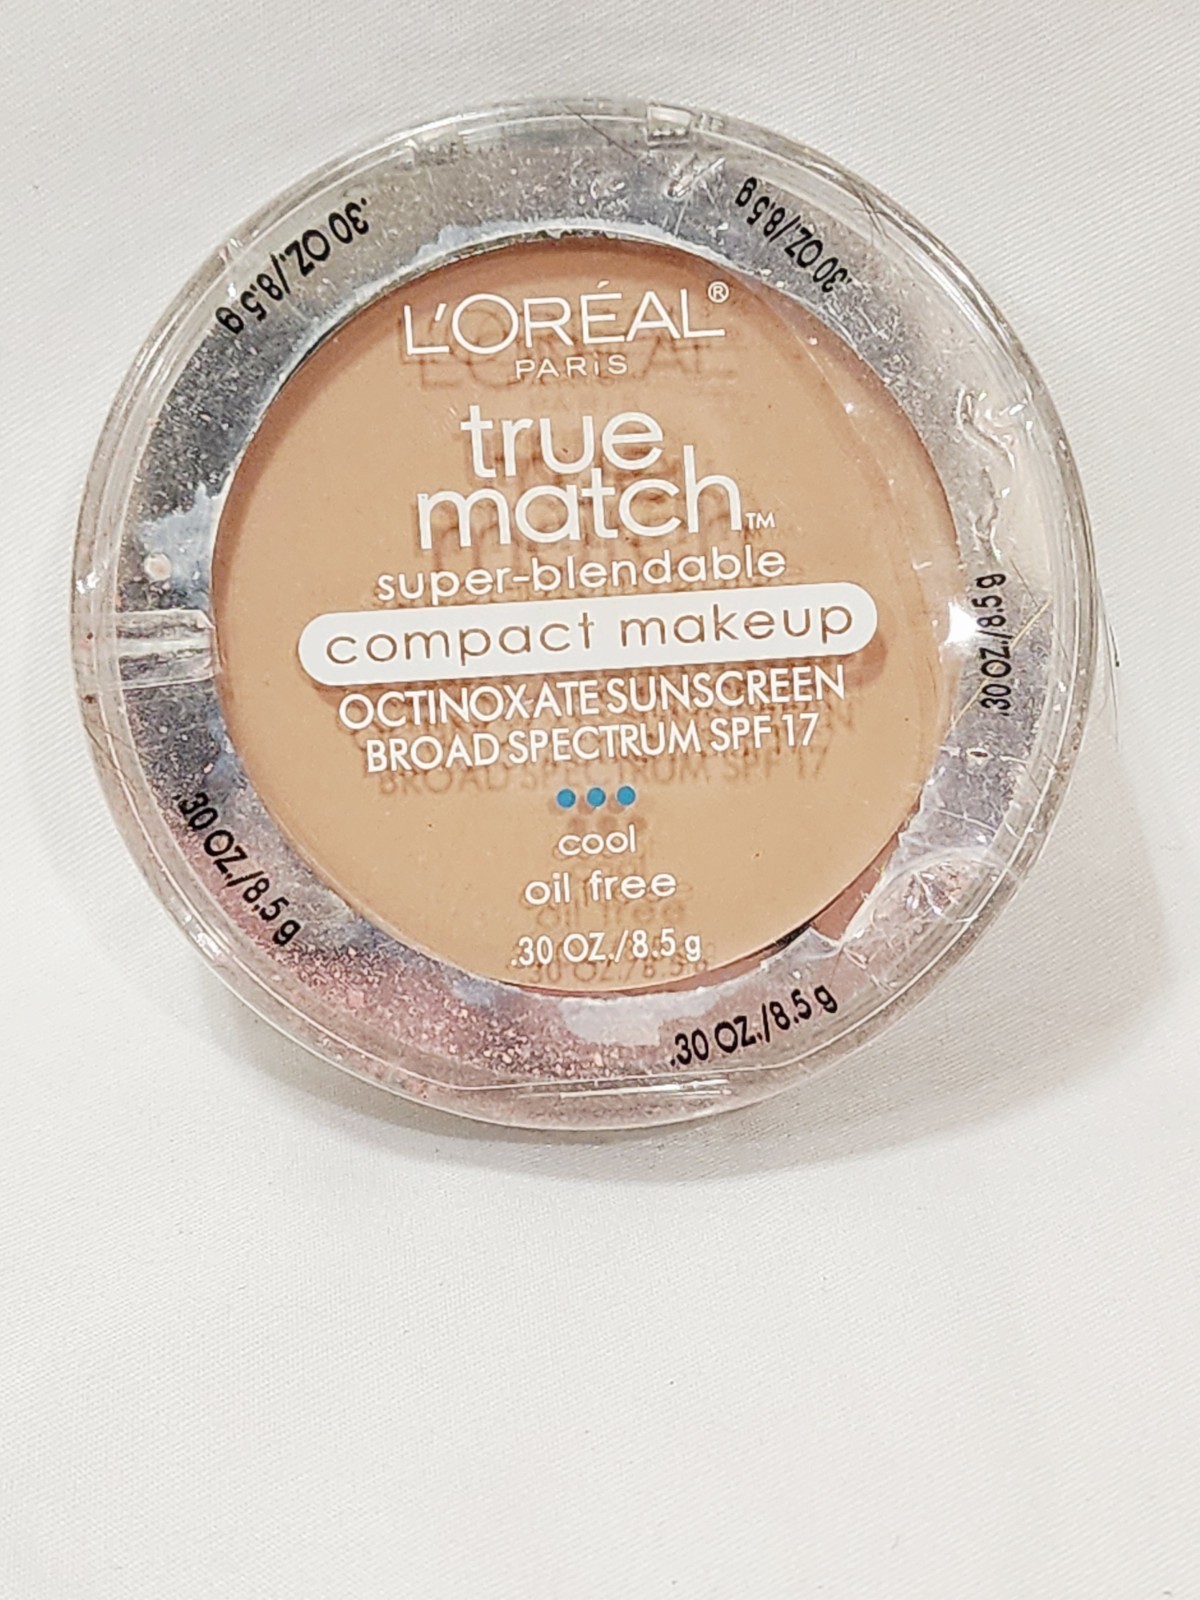 L'ORÉAL®
PARIS
true
match™
super-blendable
compact makeup
OCTINOXATE SUNSCREEN
BROAD SPECTRUM SPF 17
cool
oil free
.30 OZ./8.5 g
.30 OZ./8.5 g
.30 OZ./8.5 g
.30 OZ./8.5 g
.30 OZ./8.5 g
.30 OZ./8.5 g